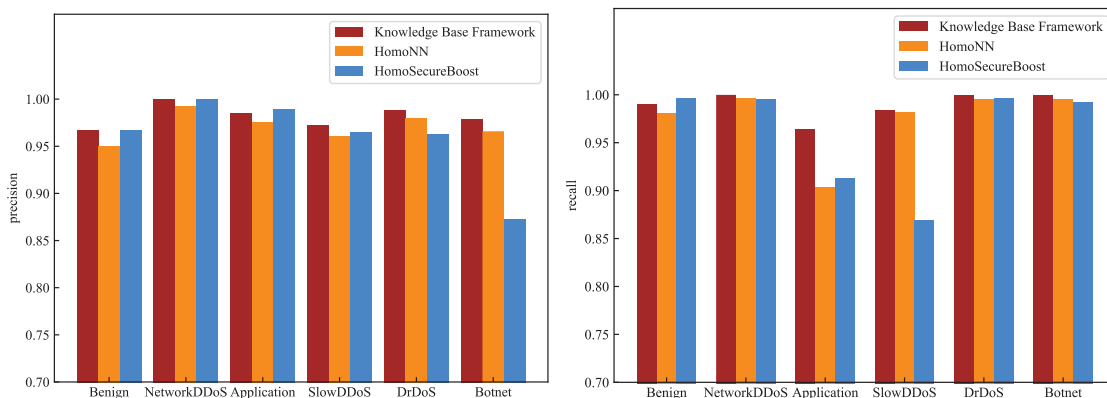 Knowledge Base Framework
HomoNN
HomoSecureBoost
1.00
0.95
0.90
0.85
0.80
0.75
0.70
precision
Benign NetworkDDoS Application SlowDDoS DrDoS Botnet
Knowledge Base Framework
HomoNN
HomoSecureBoost
1.00
0.95
0.90
0.85
0.80
0.75
0.70
recall
Benign NetworkDDoS Application SlowDDoS DrDoS Botnet